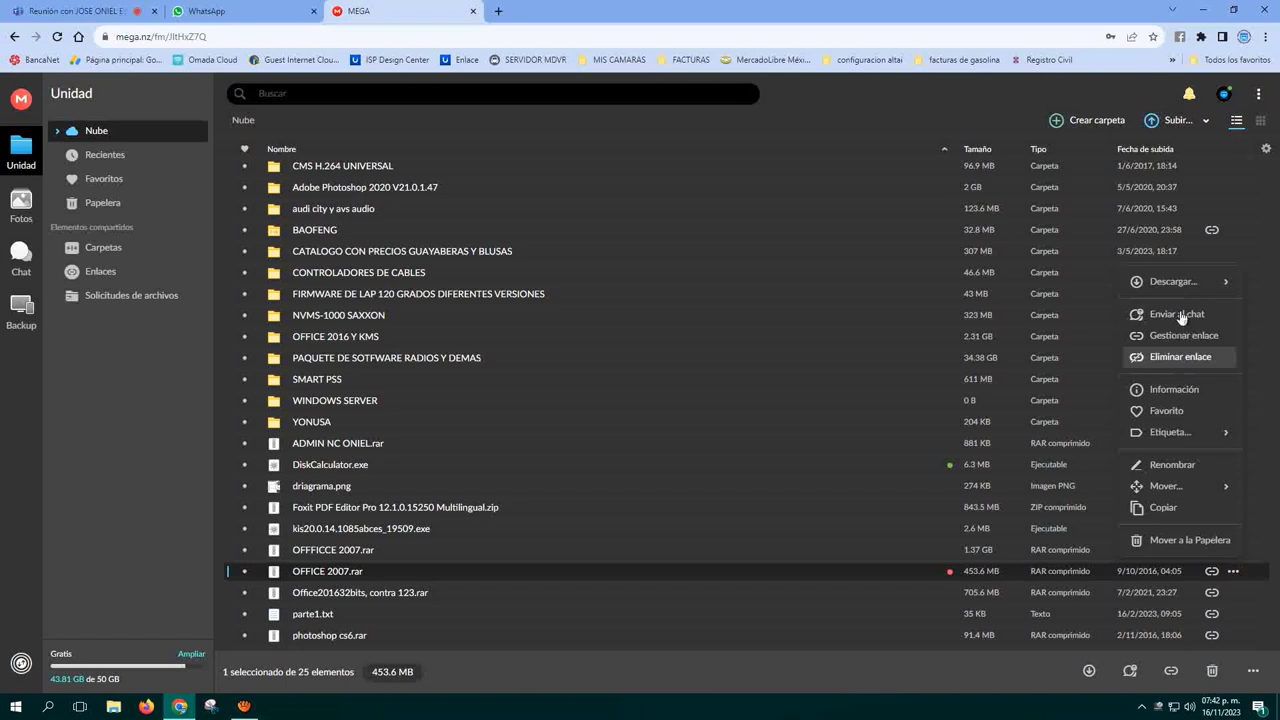 Reunión con JOSE ONIEL E
WhatsApp
MEGA
mega.nz/fm/JltHxZ7Q
BancaNet
Página principal: Go...
Omada Cloud
Guest Internet Clou...
ISP Design Center
Enlace
SERVIDOR MDVR
MIS CAMARAS
FACTURAS
MercadoLibre Méxi...
configuracion altai
facturas de gasolina
Registro Civil
Todos los favoritos
Unidad
Buscar
Nube
Nube
Crear carpeta
Subir...
Unidad
Recientes
Favoritos
Papelera
Fotos
Elementos compartidos
Carpetas
Enlaces
Solicitudes de archivos
Chat
Backup
Nombre Tamaño Tipo Fecha de subida
CMS H.264 UNIVERSAL 96.9 MB Carpeta 1/6/2017, 18:14
Adobe Photoshop 2020 V21.0.1.47 2 GB Carpeta 5/5/2020, 20:37
audi city y avs audio 123.6 MB Carpeta 7/6/2020, 15:43
BAOFENG 32.8 MB Carpeta 27/6/2020, 23:58
CATALOGO CON PRECIOS GUAYABERAS Y BLUSAS 307 MB Carpeta 3/5/2023, 18:17
CONTROLADORES DE CABLES 46.6 MB Carpeta
FIRMWARE DE LAP 120 GRADOS DIFERENTES VERSIONES 43 MB Carpeta
NVMS-1000 SAXXON 323 MB Carpeta
OFFICE 2016 Y KMS 2.31 GB Carpeta
PAQUETE DE SOTFWARE RADIOS Y DEMAS 34.38 GB Carpeta
SMART PSS 611 MB Carpeta
WINDOWS SERVER 0 B Carpeta
YONUSA 204 KB Carpeta
ADMIN NC ONIEL.rar 881 KB RAR comprimido
DiskCalculator.exe 6.3 MB Ejecutable
driagrama.png 274 KB Imagen PNG
Foxit PDF Editor Pro 12.1.0.15250 Multilingual.zip 843.5 MB ZIP comprimido
kis20.0.14.1085abces_19509.exe 2.6 MB Ejecutable
OFFFICCE 2007.rar 1.37 GB RAR comprimido
OFFICE 2007.rar 453.6 MB RAR comprimido 9/10/2016, 04:05
Office201632bits, contra 123.rar 705.6 MB RAR comprimido 7/2/2021, 23:27
parte1.txt 35 KB Texto 16/2/2023, 09:05
photoshop cs6.rar 91.4 MB RAR comprimido 2/11/2016, 18:06
Descargar...
Enviar chat
Gestionar enlace
Eliminar enlace
Información
Favorito
Etiqueta...
Renombrar
Mover...
Copiar
Mover a la Papelera
Gratis Ampliar
43.81 GB de 50 GB
1 seleccionado de 25 elementos 453.6 MB
07:42 p. m.
16/11/2023
1